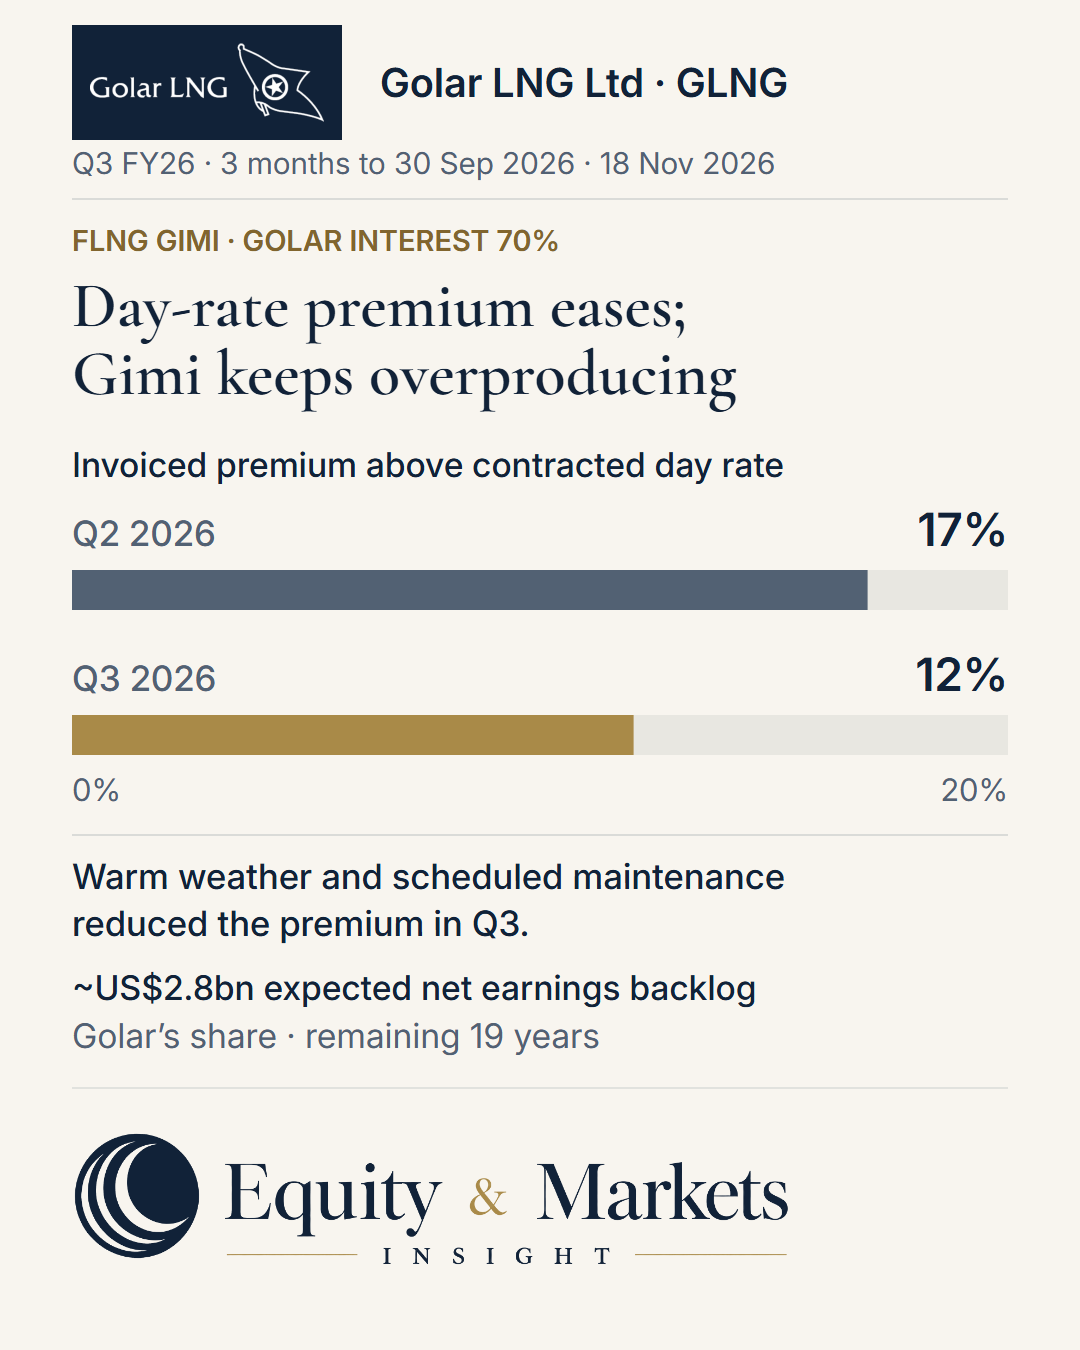 Golar LNG
Golar LNG Ltd · GLNG
Q3 FY26 · 3 months to 30 Sep 2026 · 18 Nov 2026
FLNG GIMI · GOLAR INTEREST 70%
Day-rate premium eases;
Gimi keeps overproducing
Invoiced premium above contracted day rate
Q2 2026 17%
Q3 2026 12%
0% 20%
Warm weather and scheduled maintenance
reduced the premium in Q3.
~US$2.8bn expected net earnings backlog
Golar’s share · remaining 19 years
Equity & Markets
INSIGHT